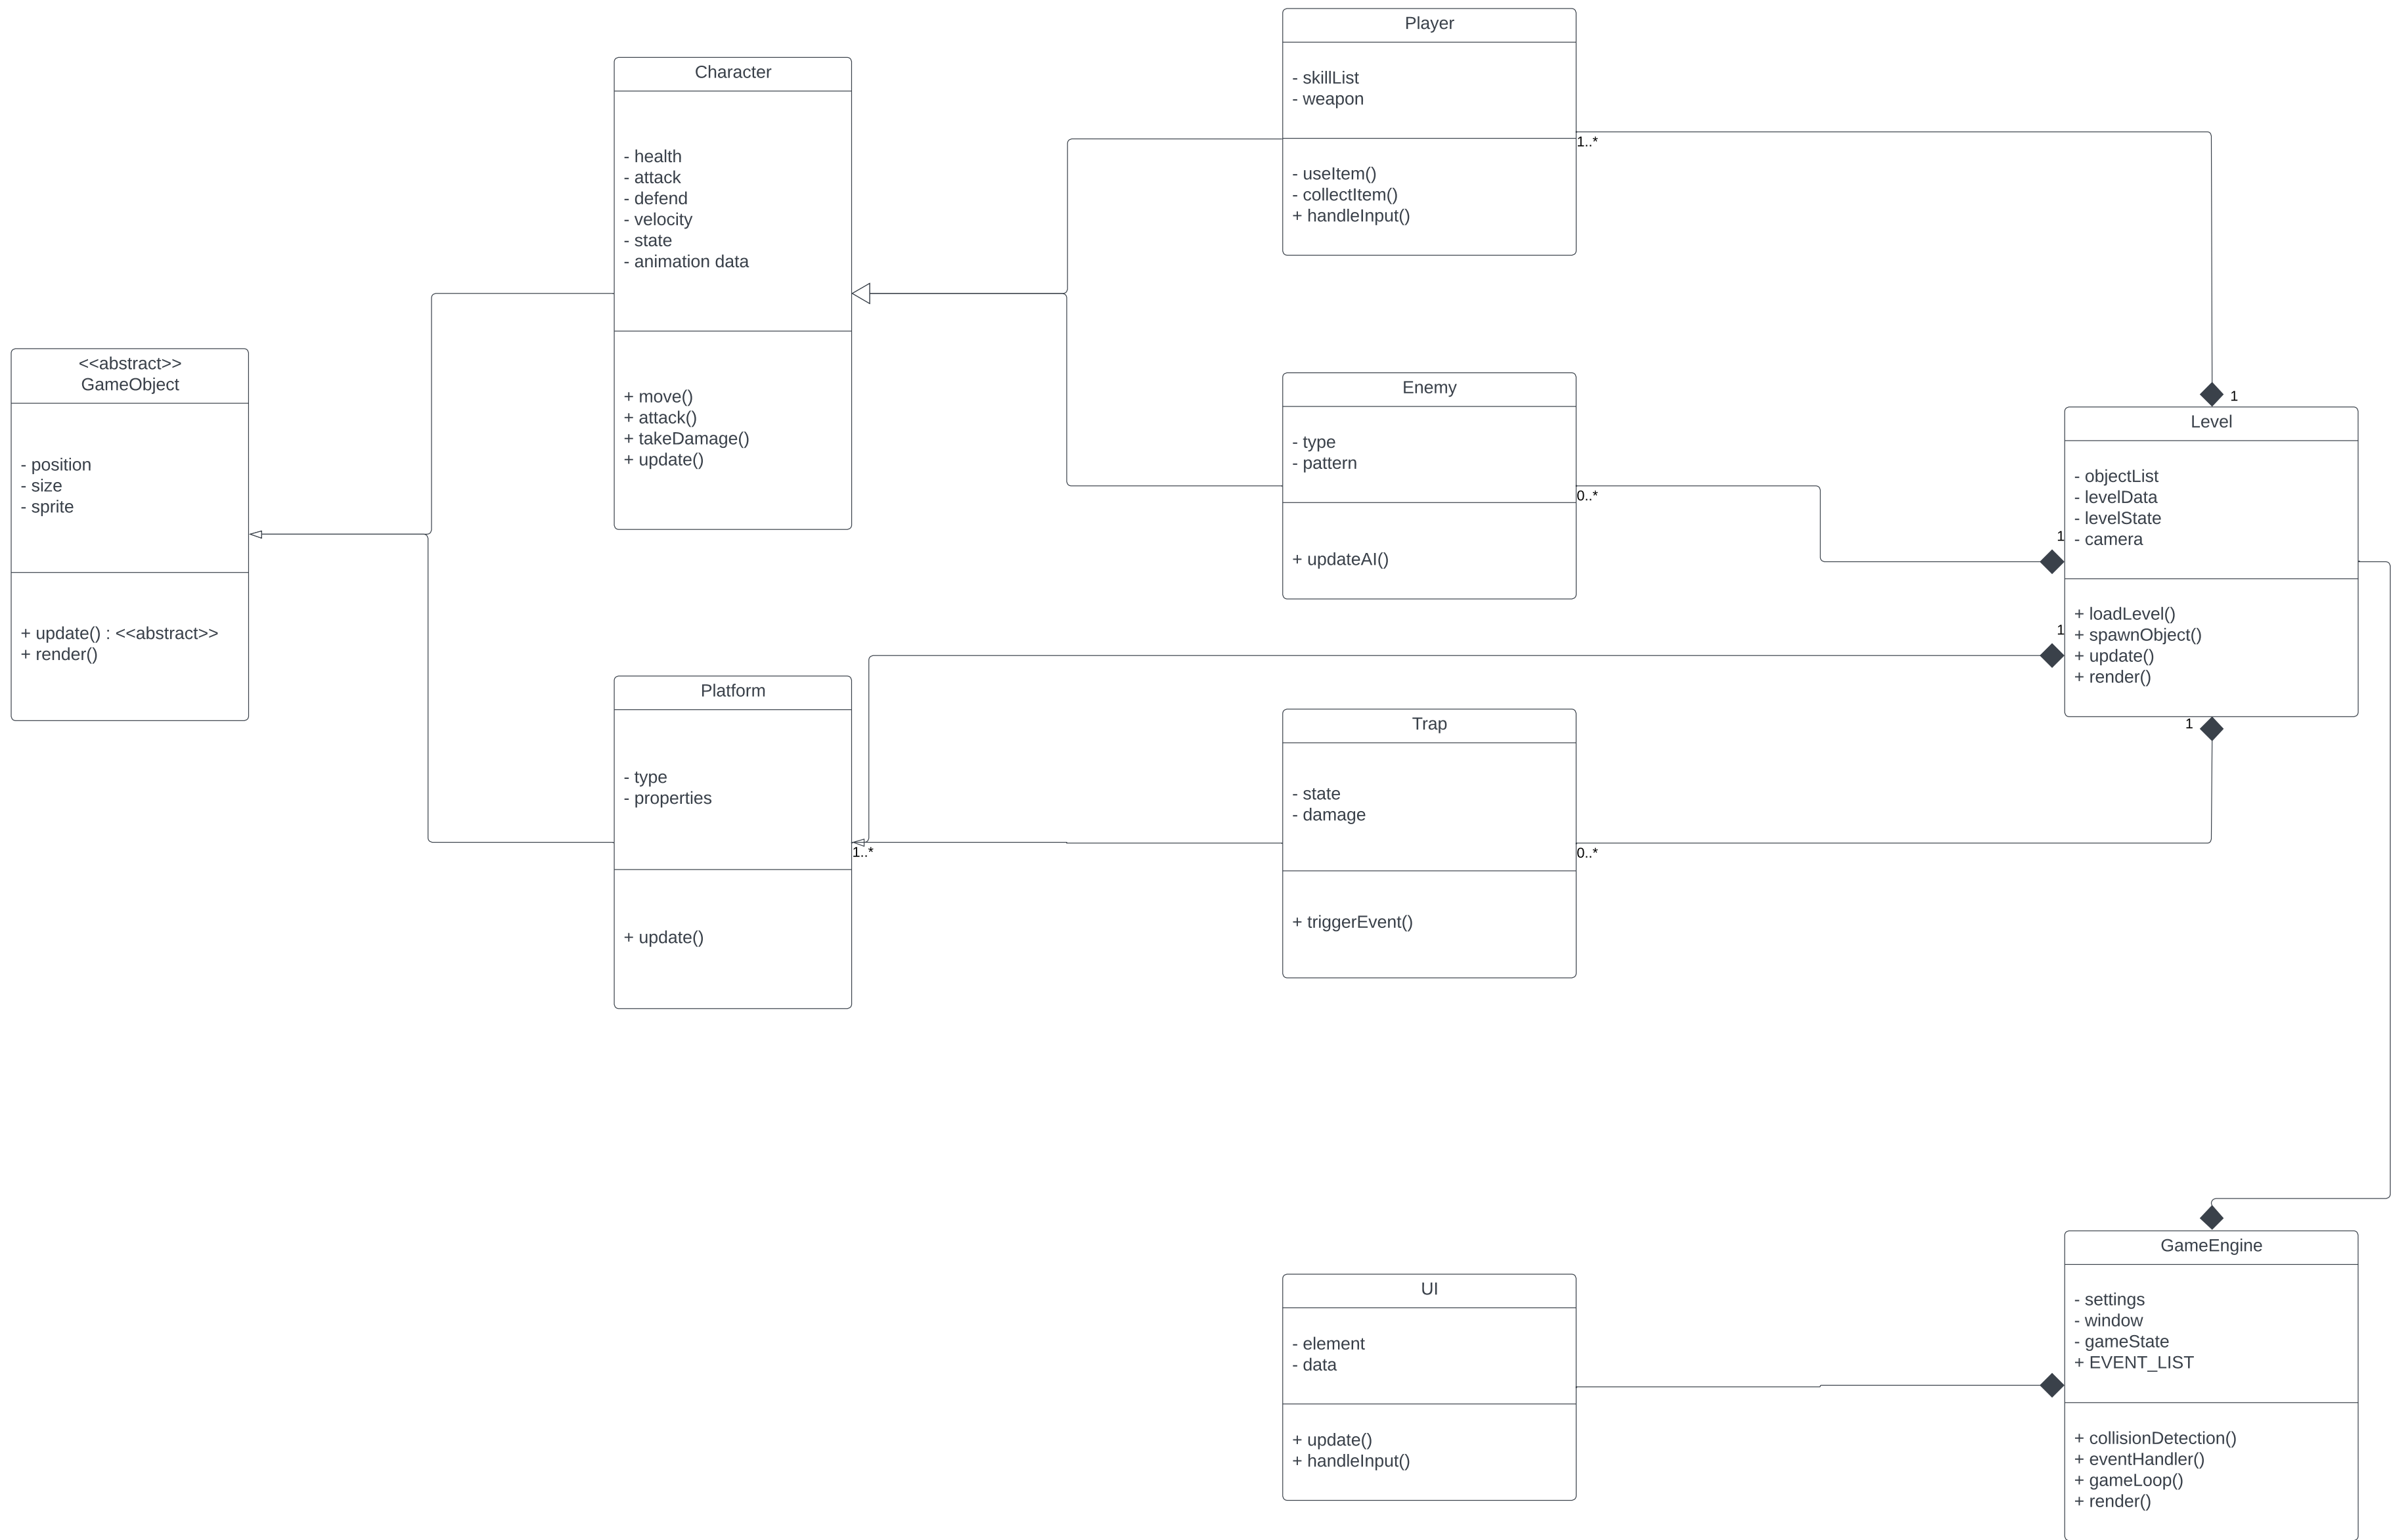 Player
- skillList
- weapon
- useItem()
- collectItem()
+ handleInput()
1..*
Character
- health
- attack
- defend
- velocity
- state
- animation data
+ move()
+ attack()
+ takeDamage()
+ update()
<<abstract>>
GameObject
- position
- size
- sprite
+ update() : <<abstract>>
+ render()
Enemy
- type
- pattern
+ updateAI()
0..*
1
Level
- objectList
- levelData
- levelState
- camera
+ loadLevel()
+ spawnObject()
+ update()
+ render()
1
1
1
Platform
- type
- properties
+ update()
1..*
Trap
- state
- damage
+ triggerEvent()
0..*
UI
- element
- data
+ update()
+ handleInput()
GameEngine
- settings
- window
- gameState
+ EVENT_LIST
+ collisionDetection()
+ eventHandler()
+ gameLoop()
+ render()